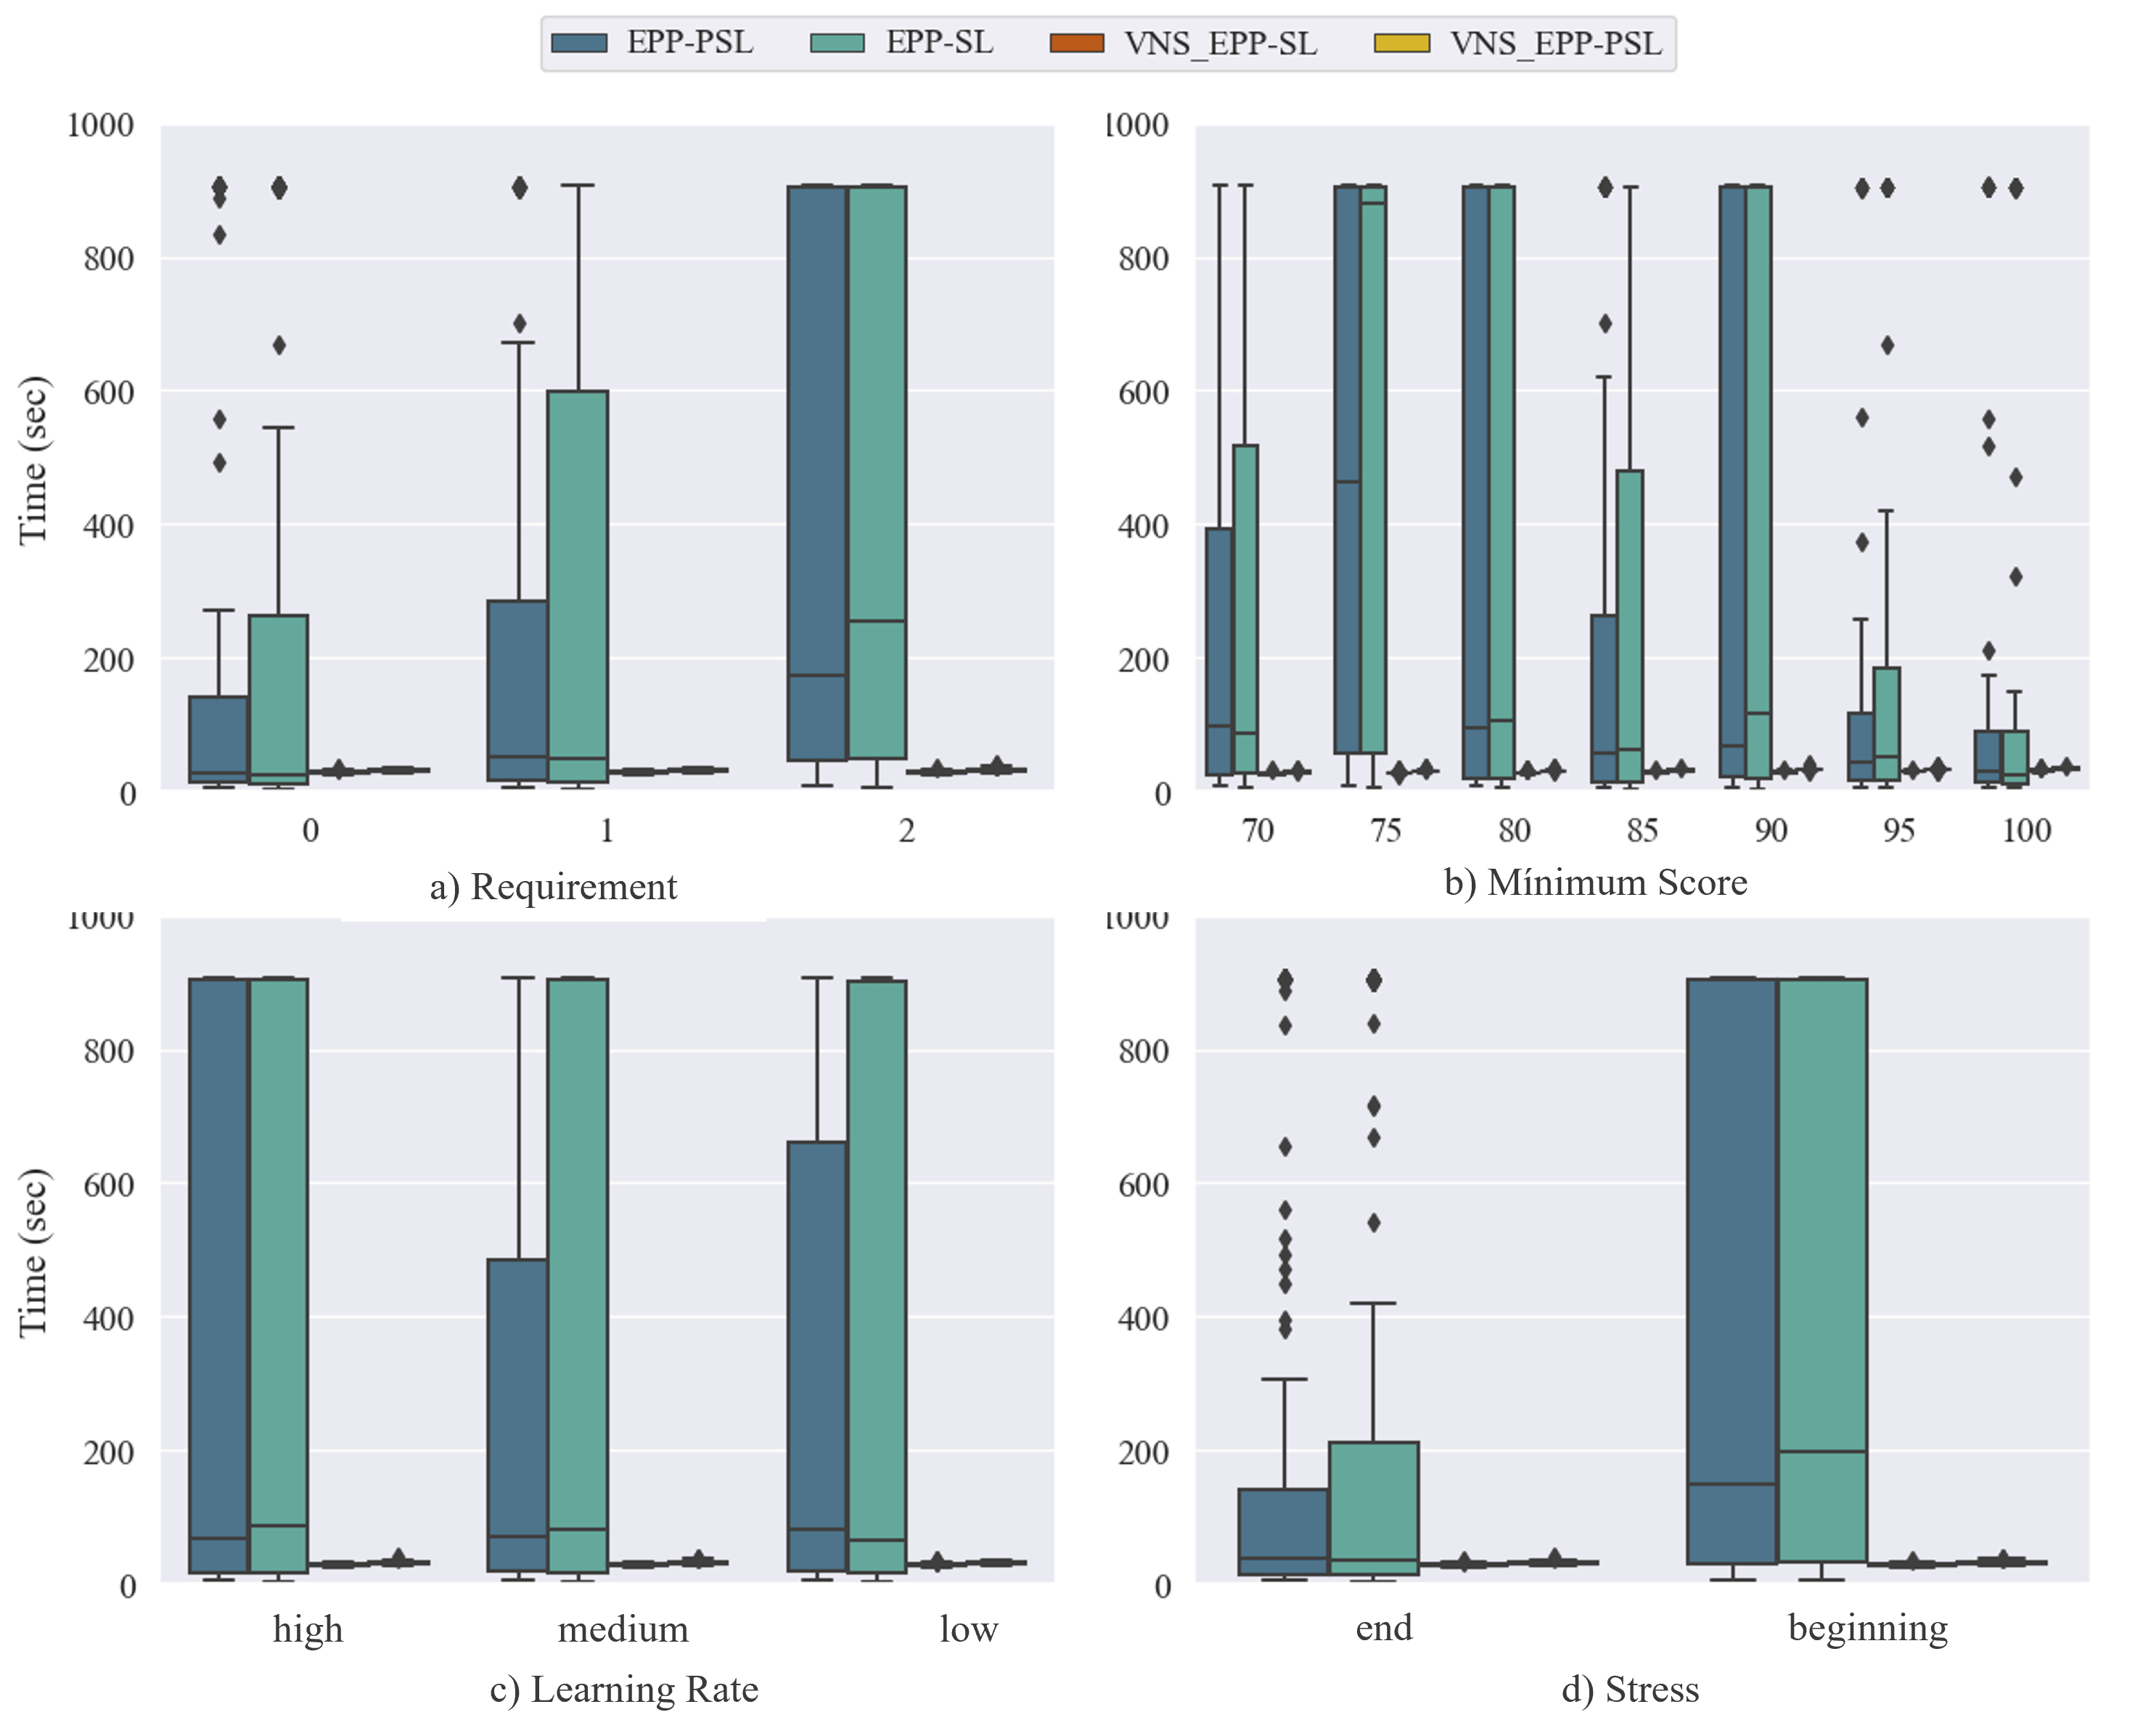 EPP-PSL EPP-SL VNS_EPP-SL VNS_EPP-PSL
1000
800
600
400
200
0
Time (sec)
0 1 2
a) Requirement
1000
800
600
400
200
0
70 75 80 85 90 95 100
b) Mínimum Score
1000
800
600
400
200
0
Time (sec)
high medium low
c) Learning Rate
1000
800
600
400
200
0
end beginning
d) Stress